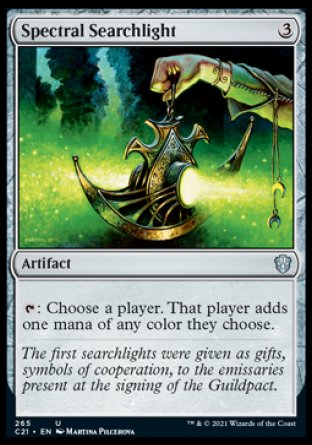 Spectral Searchlight 3
Artifact
: Choose a player. That player adds
one mana of any color they choose.
The first searchlights were given as gifts,
symbols of cooperation, to the emissaries
present at the signing of the Guildpact.
265 U
C21 • EN Martina Pilcerova
™ & © 2021 Wizards of the Coast